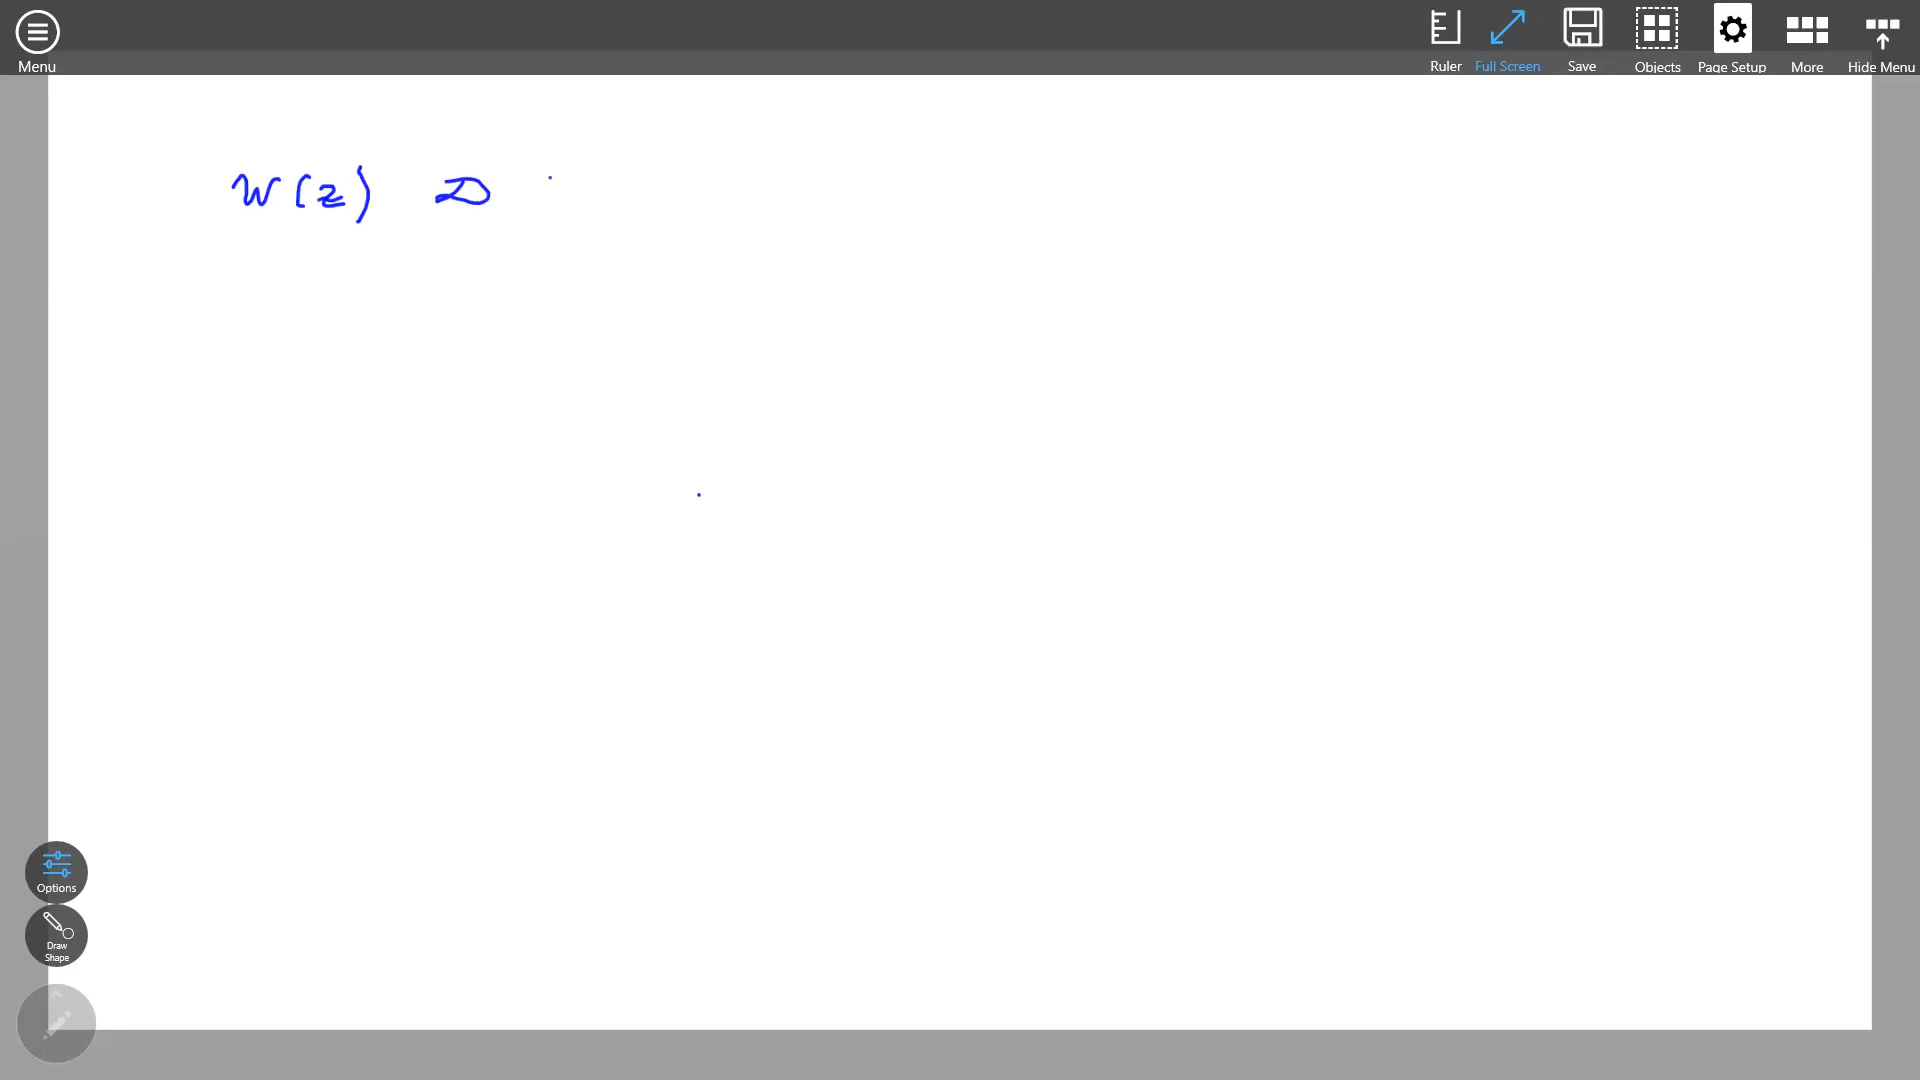 Menu
Ruler Full Screen Save Objects Page Setup More Hide Menu
W(z) D
Options
Draw
Shape